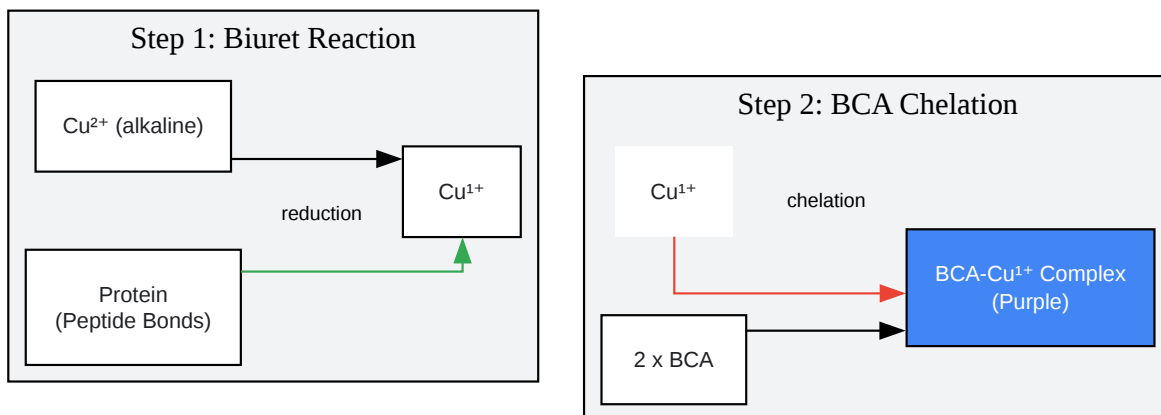 Step 1: Biuret Reaction
Cu²⁺ (alkaline)
Cu¹⁺
reduction
Protein
(Peptide Bonds)
Step 2: BCA Chelation
Cu¹⁺
chelation
BCA-Cu¹⁺ Complex
(Purple)
2 x BCA